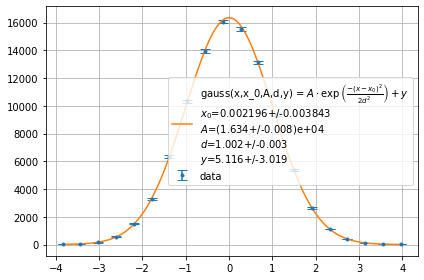 16000
14000
12000
10000
8000
6000
4000
2000
0
gauss(x,x_0,A,d,y) = A · exp(−(x−x₀)²/2d²) + y
x₀=0.002196+/-0.003843
A=(1.634+/-0.008)e+04
d=1.002+/-0.003
y=5.116+/-3.019
data
−4 −3 −2 −1 0 1 2 3 4